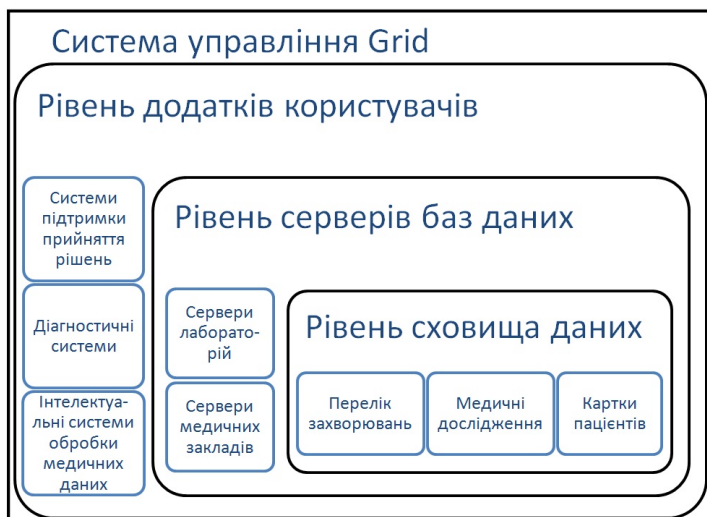 Система управління Grid
Рівень додатків користувачів
Системи
підтримки
прийняття
рішень
Діагностичні
системи
Інтелектуа-
льні системи
обробки
медичних
даних
Рівень серверів баз даних
Сервери
лаборато-
рій
Сервери
медичних
закладів
Рівень сховища даних
Перелік
захворювань
Медичні
дослідження
Картки
пацієнтів